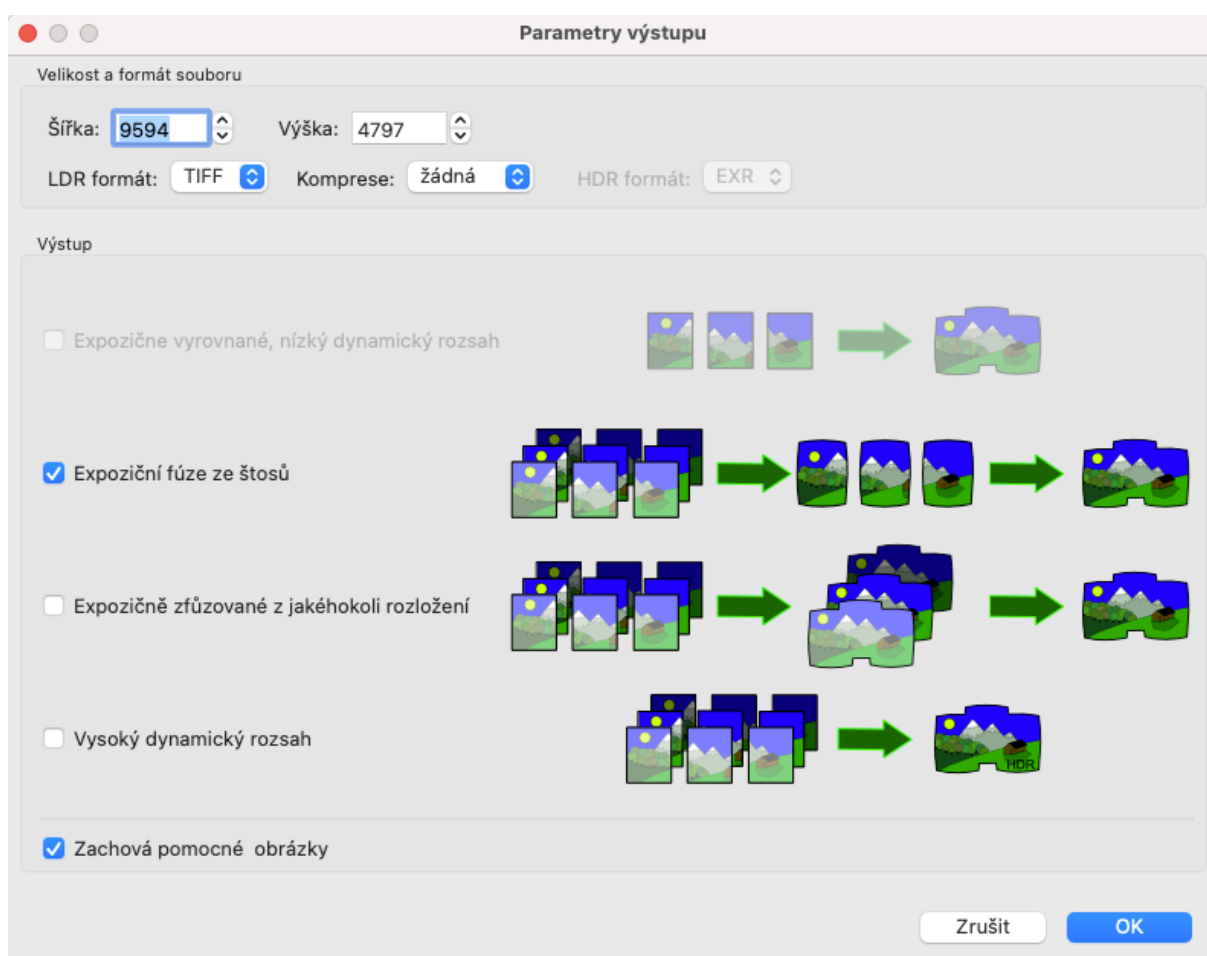 Parametry výstupu
Velikost a formát souboru
Šířka: 9594 Výška: 4797
LDR formát: TIFF Komprese: žádná HDR formát: EXR
Výstup
Expozične vyrovnané, nízký dynamický rozsah
Expoziční fúze ze štosů
Expozičně zfůzované z jakéhokoli rozložení
Vysoký dynamický rozsah
HDR
Zachová pomocné obrázky
Zrušit OK